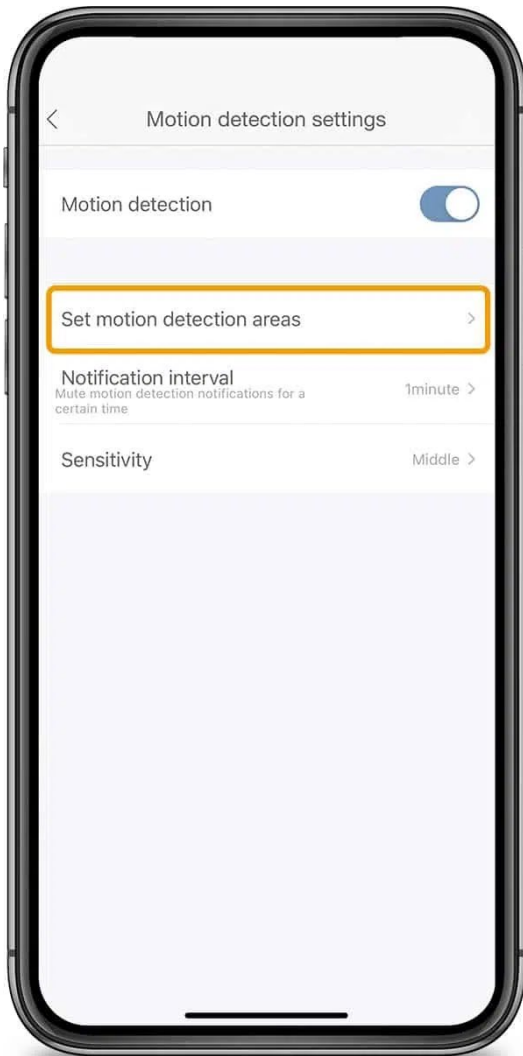 Motion detection settings
Motion detection
Set motion detection areas
Notification interval
Mute motion detection notifications for a
certain time
1minute
Sensitivity
Middle